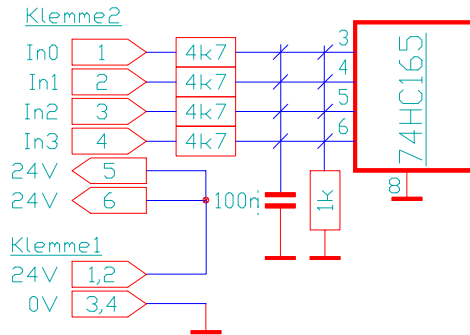 Klemme2
In0 1 4k7 3
In1 2 4k7 4
In2 3 4k7 5
In3 4 4k7 6
74HC165
24V 5
24V 6
8
100n
1k
Klemme1
24V 1,2
0V 3,4